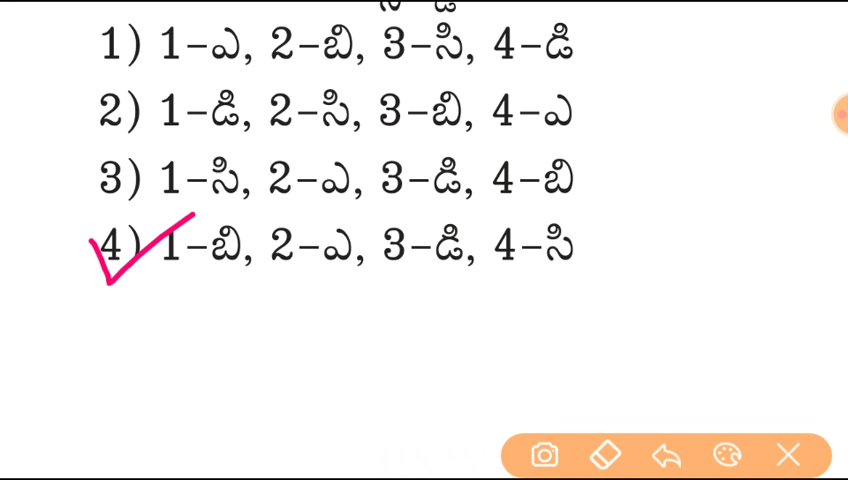 1) 1-ಎ, 2-ಬಿ, 3-ಸಿ, 4-ಡಿ
2) 1-ಡಿ, 2-ಸಿ, 3-ಬಿ, 4-ಎ
3) 1-ಸಿ, 2-ಎ, 3-ಡಿ, 4-ಬಿ
4) 1-ಬಿ, 2-ಎ, 3-ಡಿ, 4-ಸಿ